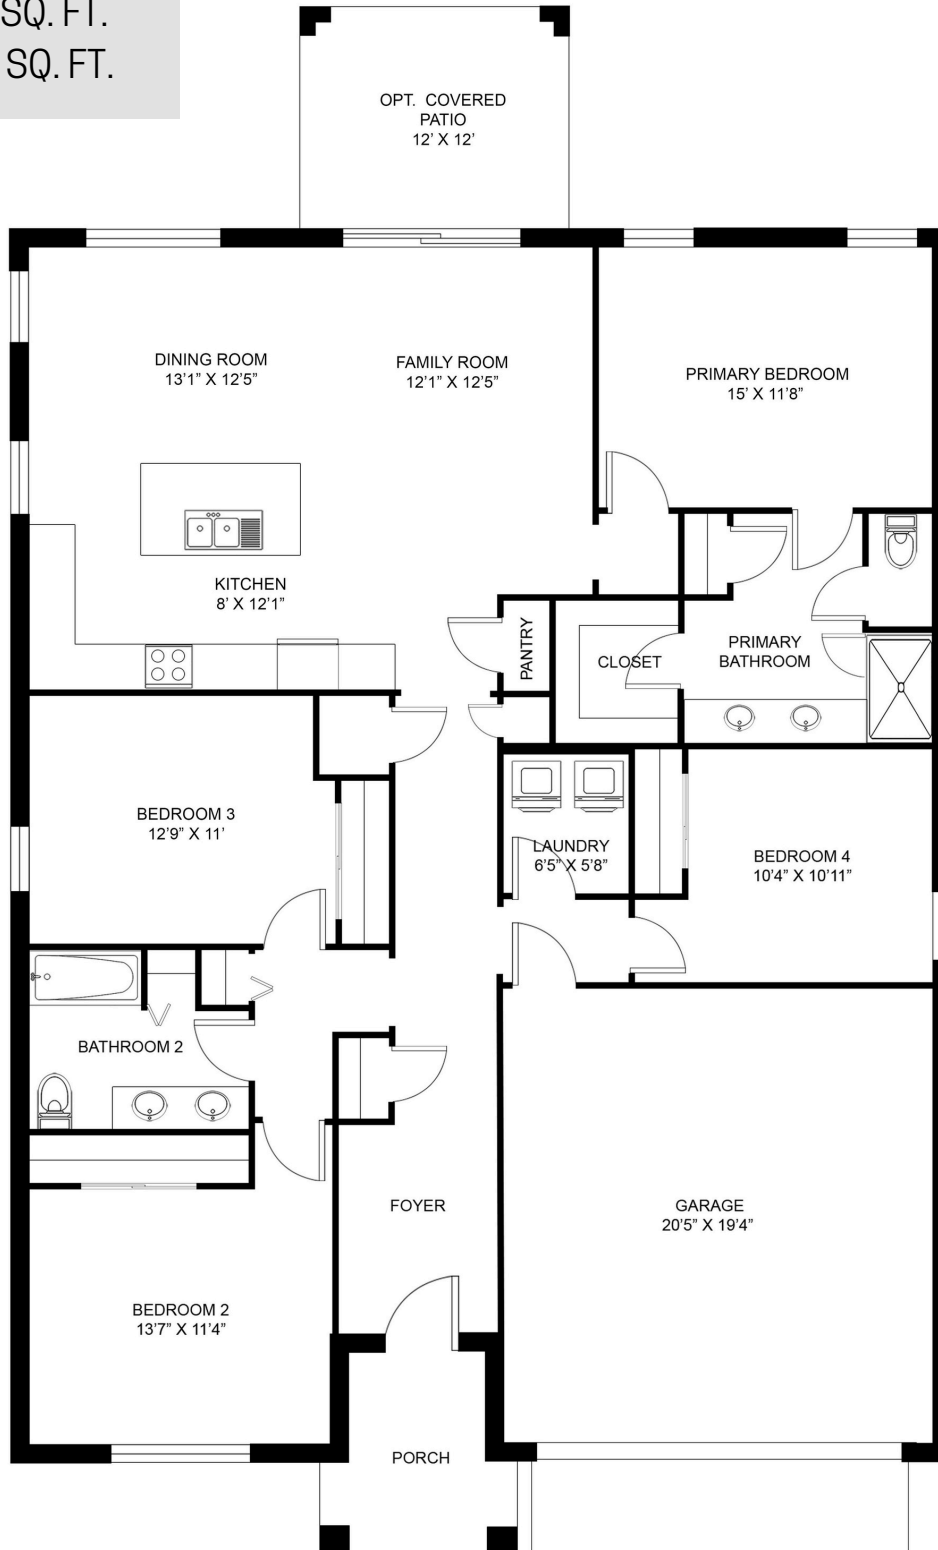 SQ. FT.
SQ. FT.
OPT. COVERED
PATIO
12’ X 12’
DINING ROOM
13’1” X 12’5”
FAMILY ROOM
12’1” X 12’5”
PRIMARY BEDROOM
15’ X 11’8”
KITCHEN
8’ X 12’1”
PANTRY
CLOSET
PRIMARY
BATHROOM
BEDROOM 3
12’9” X 11’
LAUNDRY
6’5” X 5’8”
BEDROOM 4
10’4” X 10’11”
BATHROOM 2
FOYER
GARAGE
20’5” X 19’4”
BEDROOM 2
13’7” X 11’4”
PORCH